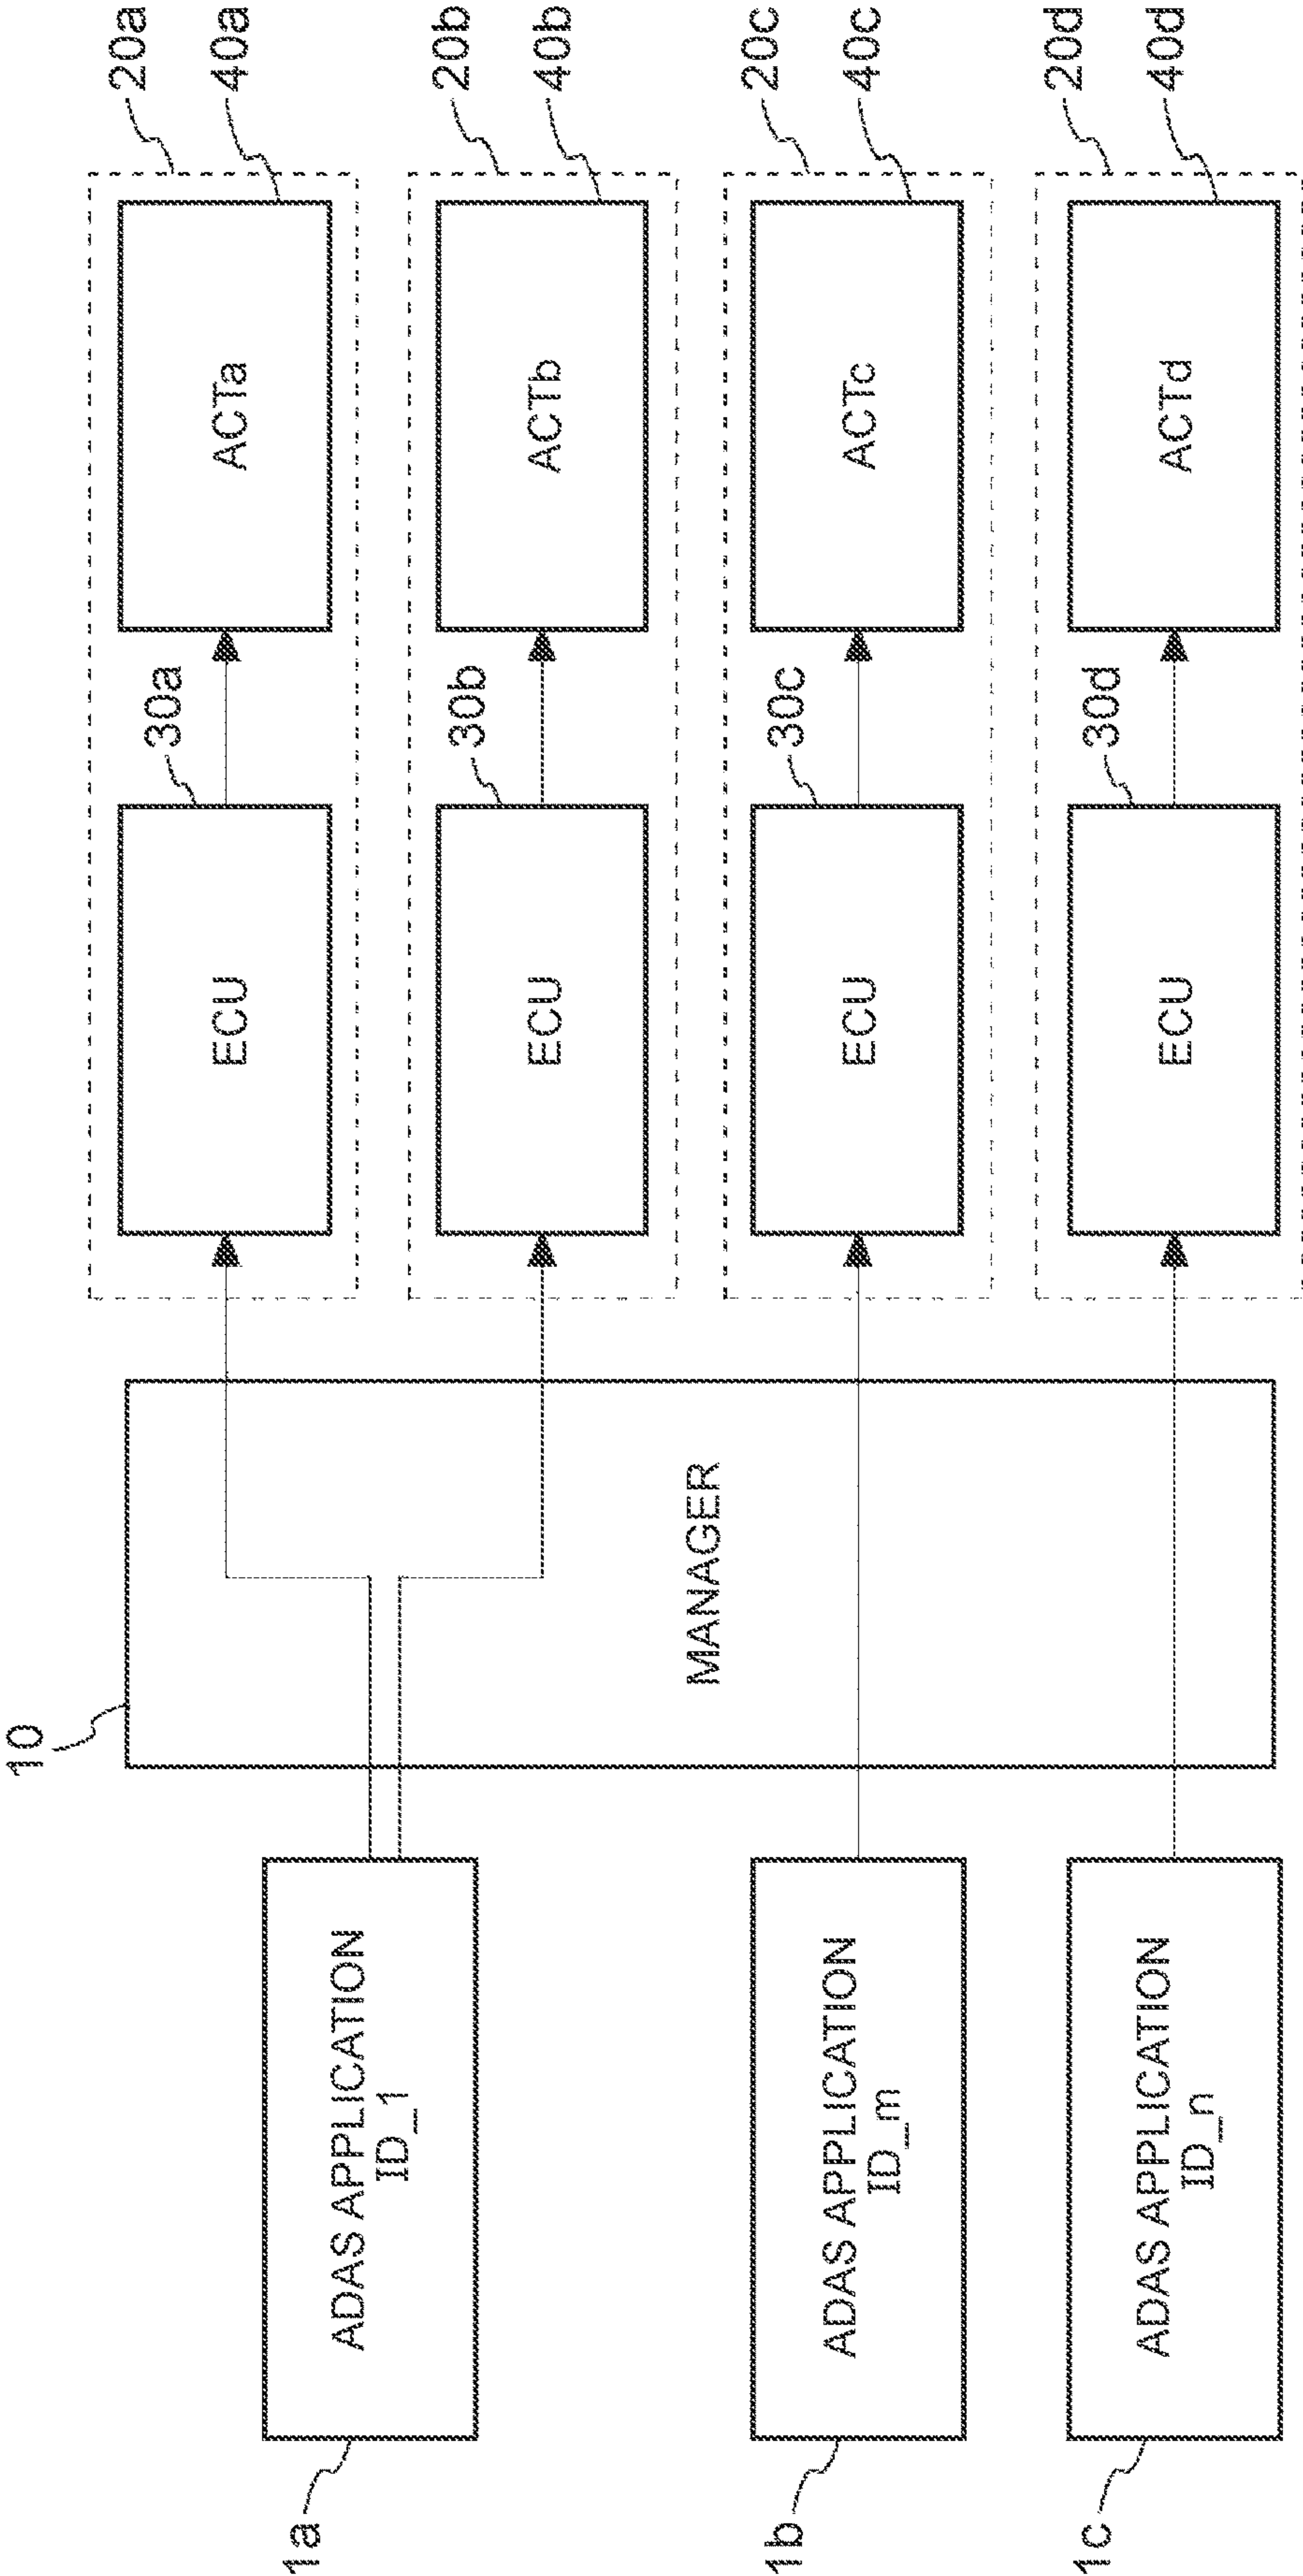 10
20a
40a
30a
ECU
ACTa
20b
40b
30b
ECU
ACTb
20c
40c
30c
ECU
ACTc
20d
40d
30d
ECU
ACTd
MANAGER
1a
ADAS APPLICATION
ID_1
1b
ADAS APPLICATION
ID_m
1c
ADAS APPLICATION
ID_n